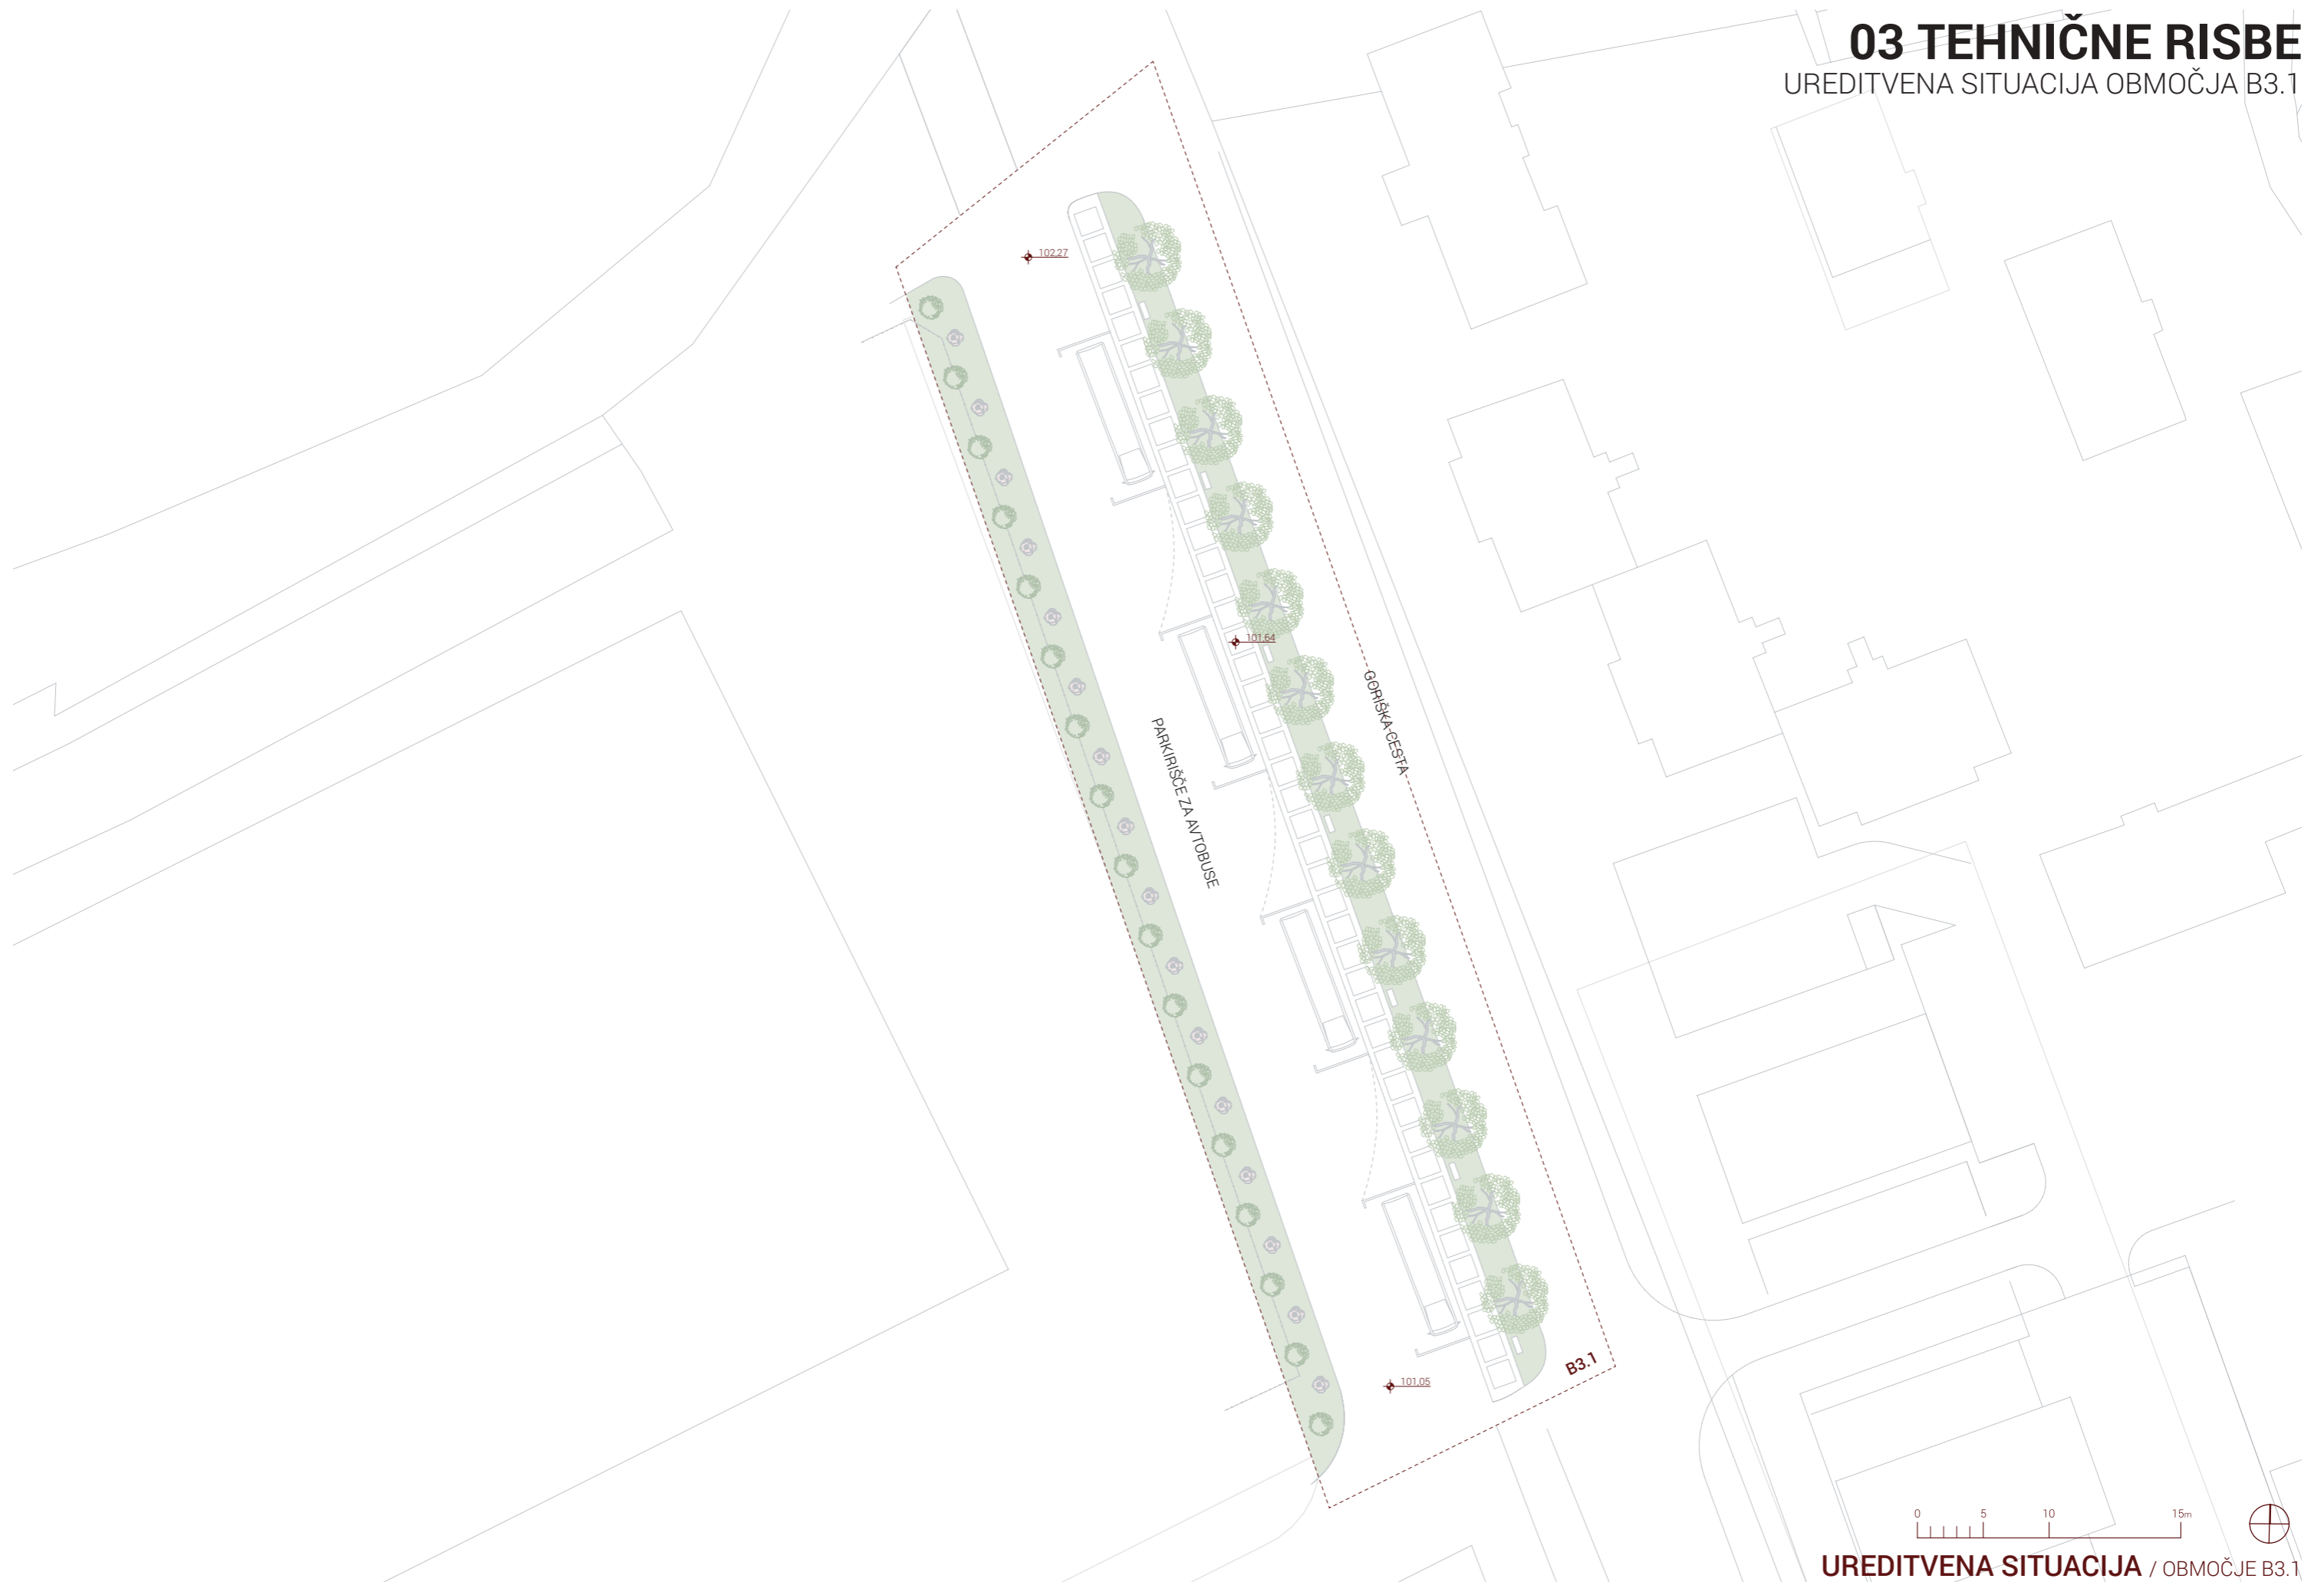 03 TEHNIČNE RISBE
UREDITVENA SITUACIJA OBMOČJA B3.1
102,27
101,64
GORIŠKA CESTA
PARKIRIŠČE ZA AVTOBUSE
B3.1
101,05
0 5 10 15m
UREDITVENA SITUACIJA / OBMOČJE B3.1